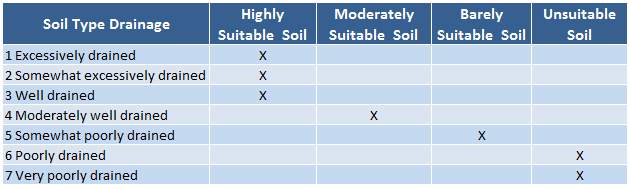 Soil Type Drainage Highly Suitable Soil Moderately Suitable Soil Barely Suitable Soil Unsuitable Soil
1 Excessively drained X
2 Somewhat excessively drained X
3 Well drained X
4 Moderately well drained X
5 Somewhat poorly drained X
6 Poorly drained X
7 Very poorly drained X